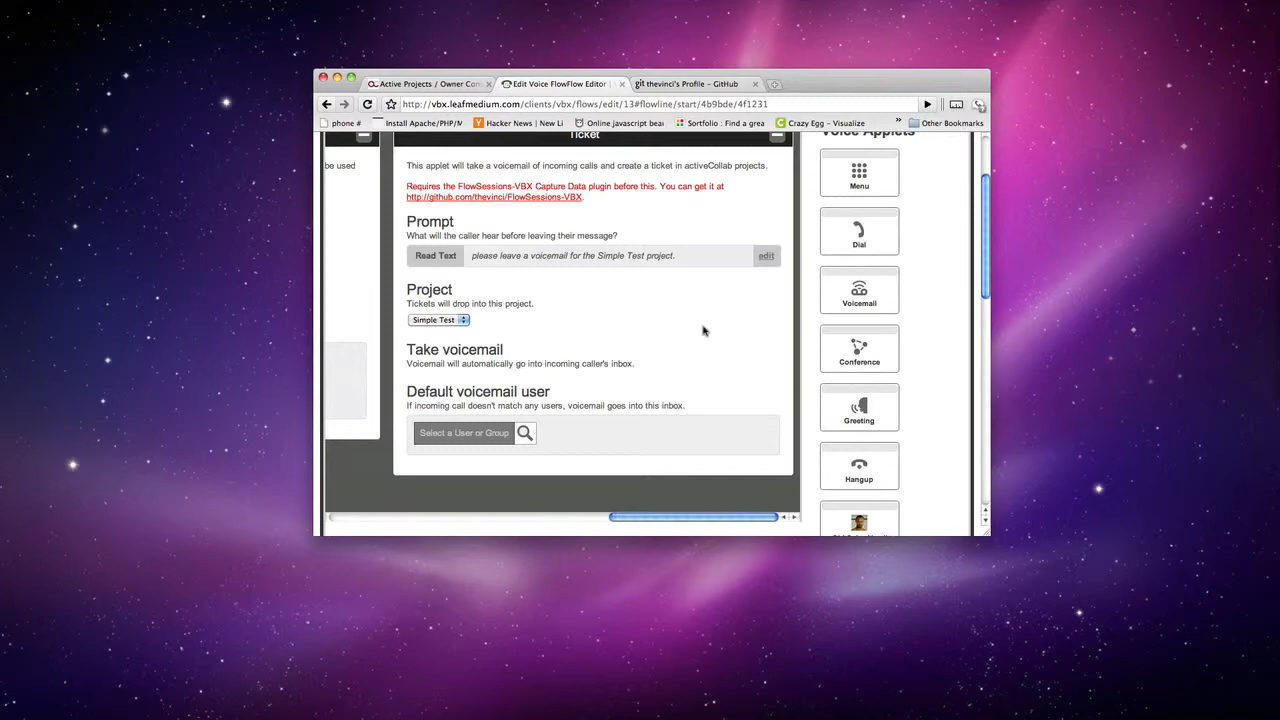 Active Projects / Owner Com
Edit Voice FlowFlow Editor |
git thevinci's Profile – GitHub
http://vbx.leafmedium.com/clients/vbx/flows/edit/13#flowline/start/4b9bde/4f1231
phone #
Install Apache/PHP/M
Hacker News | New Li
Online javascript bea
Sortfolio : Find a grea
Crazy Egg – Visualize
»
Other Bookmarks
Ticket
Voice Applets
be used
This applet will take a voicemail of incoming calls and create a ticket in activeCollab projects.
Requires the FlowSessions-VBX Capture Data plugin before this. You can get it at
http://github.com/thevinci/FlowSessions-VBX.
Prompt
What will the caller hear before leaving their message?
Read Text
please leave a voicemail for the Simple Test project.
edit
Project
Tickets will drop into this project.
Simple Test
Take voicemail
Voicemail will automatically go into incoming caller's inbox.
Default voicemail user
If incoming call doesn't match any users, voicemail goes into this inbox.
Select a User or Group
Menu
Dial
Voicemail
Conference
Greeting
Hangup